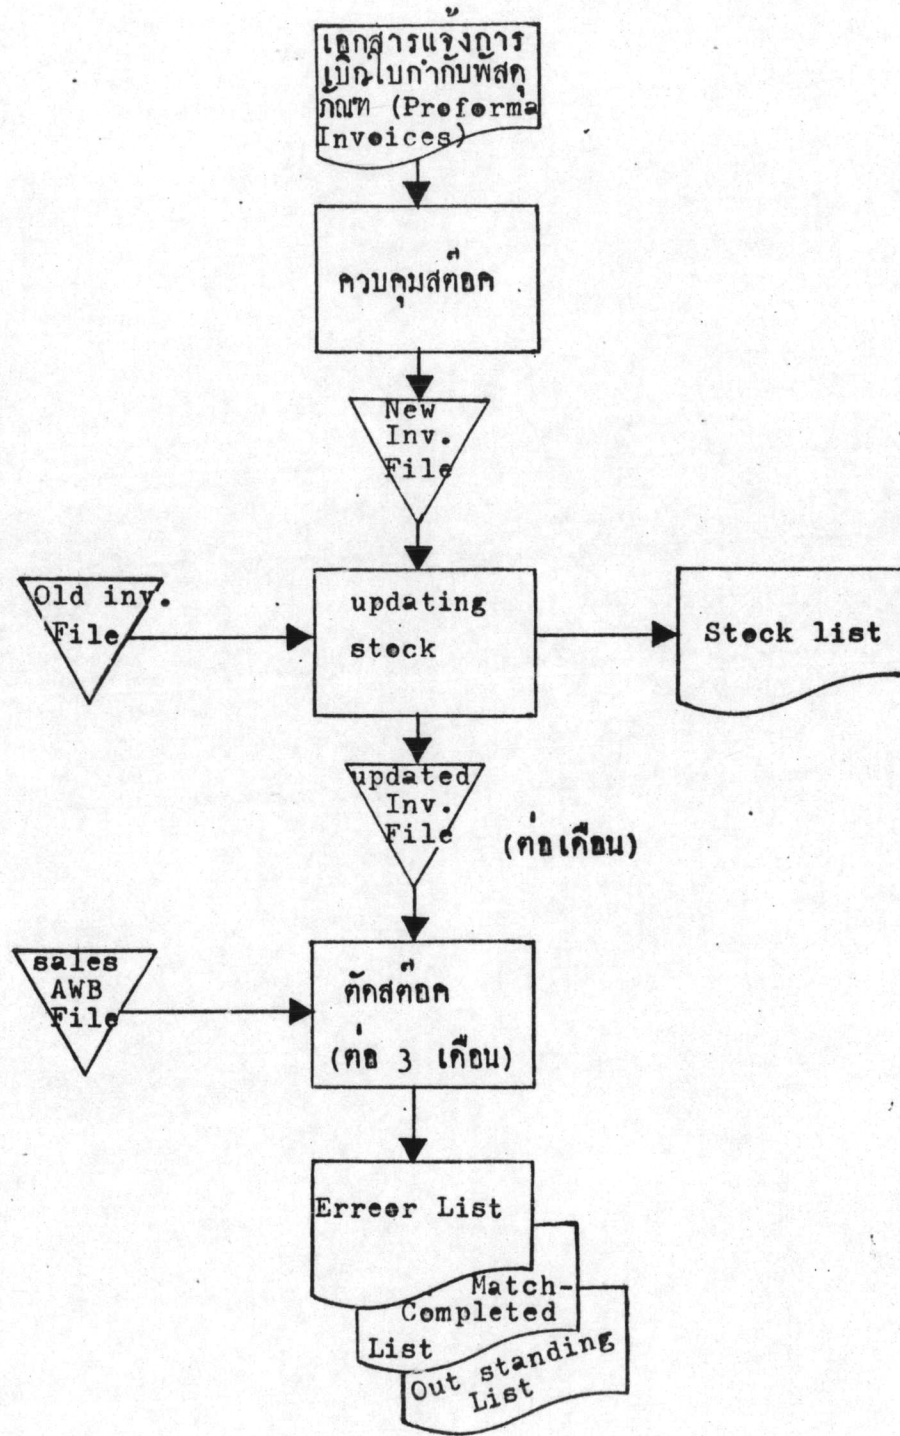 เอกสารแจ้งการ
เบิกใบกำกับพัสดุ
ภัณฑ์ (Proforma
Invoices)
ควบคุมสต๊อค
New
Inv.
File
Old inv.
File
updating
stock
Stock list
updated
Inv.
File
(ต่อเดือน)
sales
AWB
File
ตัดสต๊อค
(ต่อ 3 เดือน)
Erreor List
Match-
Completed
List
Out standing
List